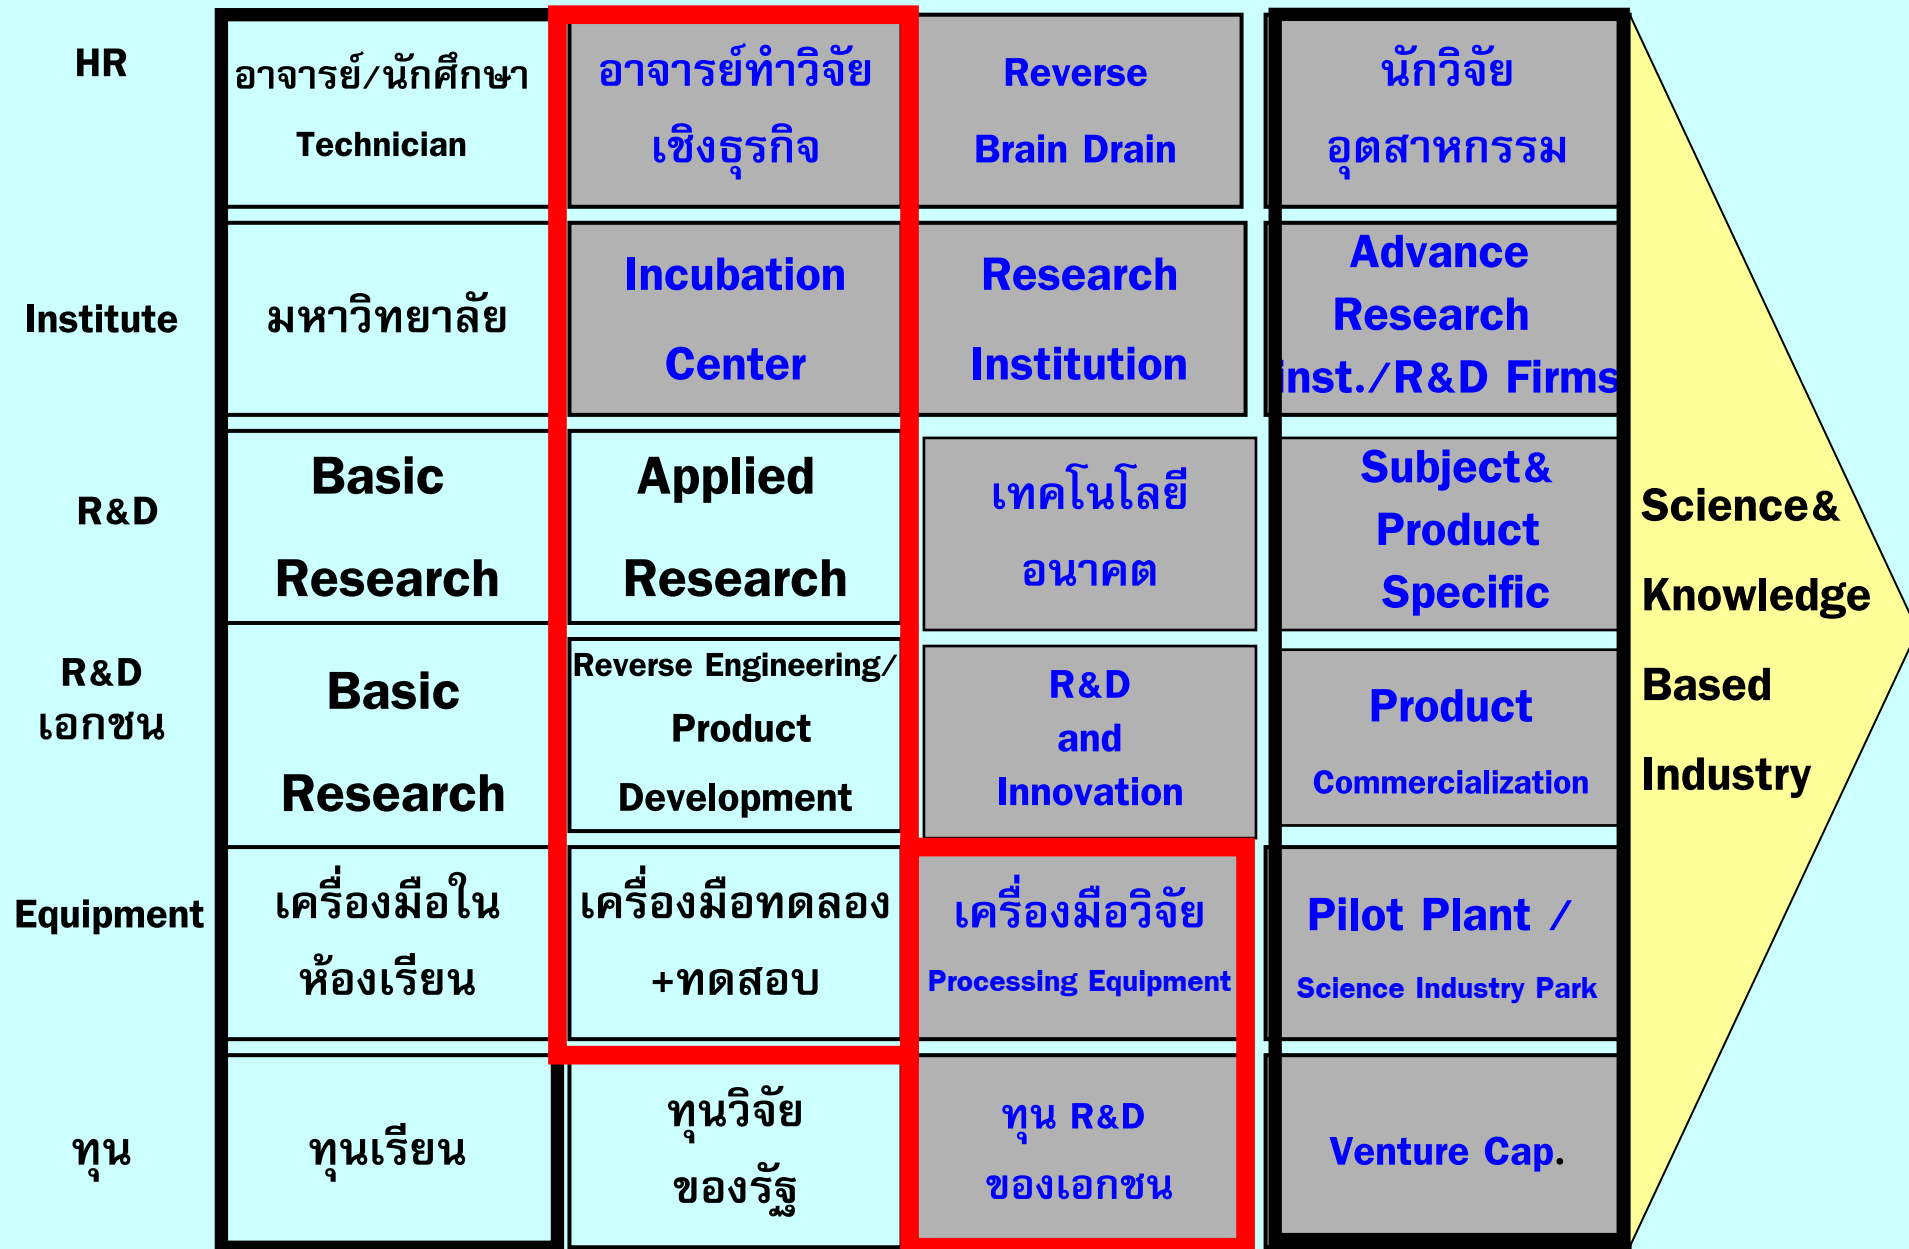 HR
อาจารย์/นักศึกษา
Technician
อาจารย์ทำวิจัย
เชิงธุรกิจ
Reverse
Brain Drain
นักวิจัย
อุตสาหกรรม
Institute
มหาวิทยาลัย
Incubation
Center
Research
Institution
Advance
Research
inst./R&D Firms
R&D
Basic
Research
Applied
Research
เทคโนโลยี
อนาคต
Subject&
Product
Specific
R&D
เอกชน
Basic
Research
Reverse Engineering/
Product
Development
R&D
and
Innovation
Product
Commercialization
Equipment
เครื่องมือใน
ห้องเรียน
เครื่องมือทดลอง
+ทดสอบ
เครื่องมือวิจัย
Processing Equipment
Pilot Plant /
Science Industry Park
ทุน
ทุนเรียน
ทุนวิจัย
ของรัฐ
ทุน R&D
ของเอกชน
Venture Cap.
Science&
Knowledge
Based
Industry